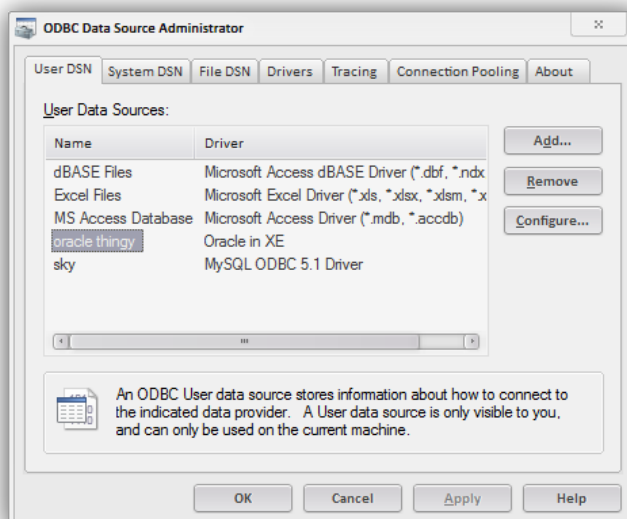 ODBC Data Source Administrator
User DSN System DSN File DSN Drivers Tracing Connection Pooling About
User Data Sources:
Name Driver
Add...
dBASE Files Microsoft Access dBASE Driver (*.dbf, *.ndx
Excel Files Microsoft Excel Driver (*.xls, *.xlsx, *.xlsm, *.x
Remove
MS Access Database Microsoft Access Driver (*.mdb, *.accdb)
Configure...
oracle thingy Oracle in XE
sky MySQL ODBC 5.1 Driver
An ODBC User data source stores information about how to connect to
the indicated data provider. A User data source is only visible to you,
and can only be used on the current machine.
OK Cancel Apply Help